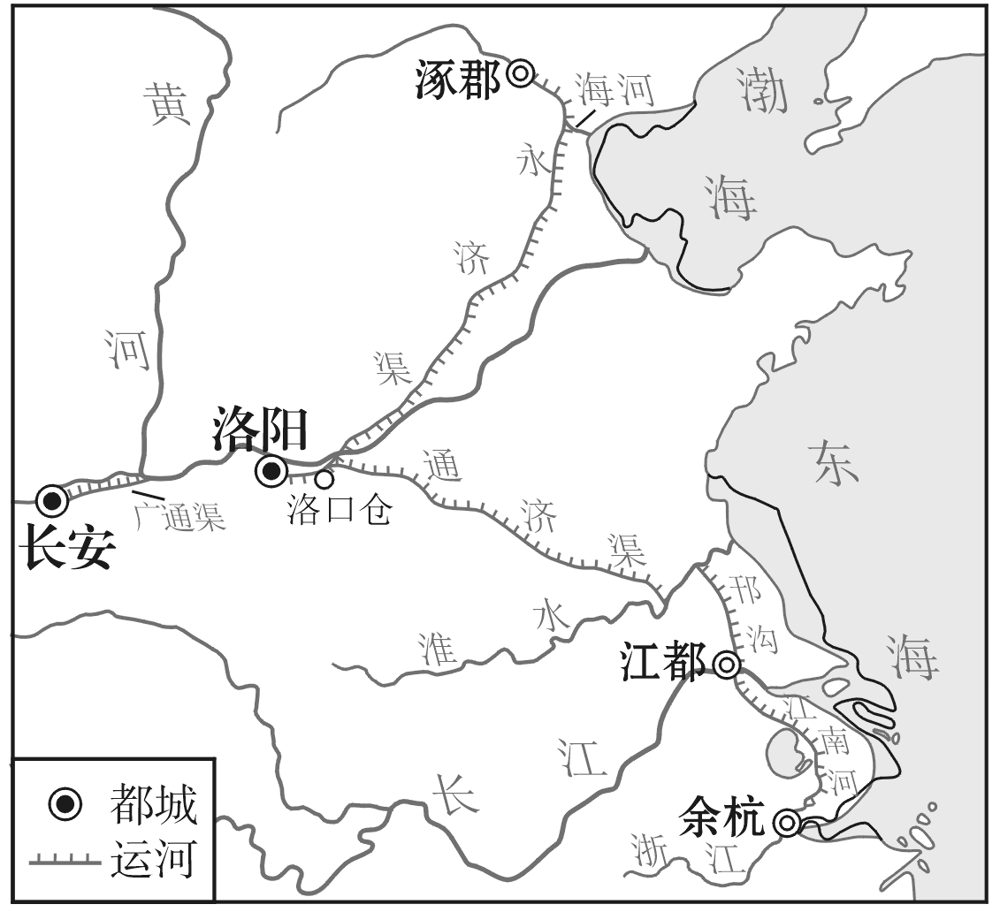 涿郡
海河
渤海
黄河
永济渠
洛阳
洛口仓
通济渠
广通渠
长安
东海
淮水
邗沟
江都
江南河
长江
余杭
浙江
都城
运河